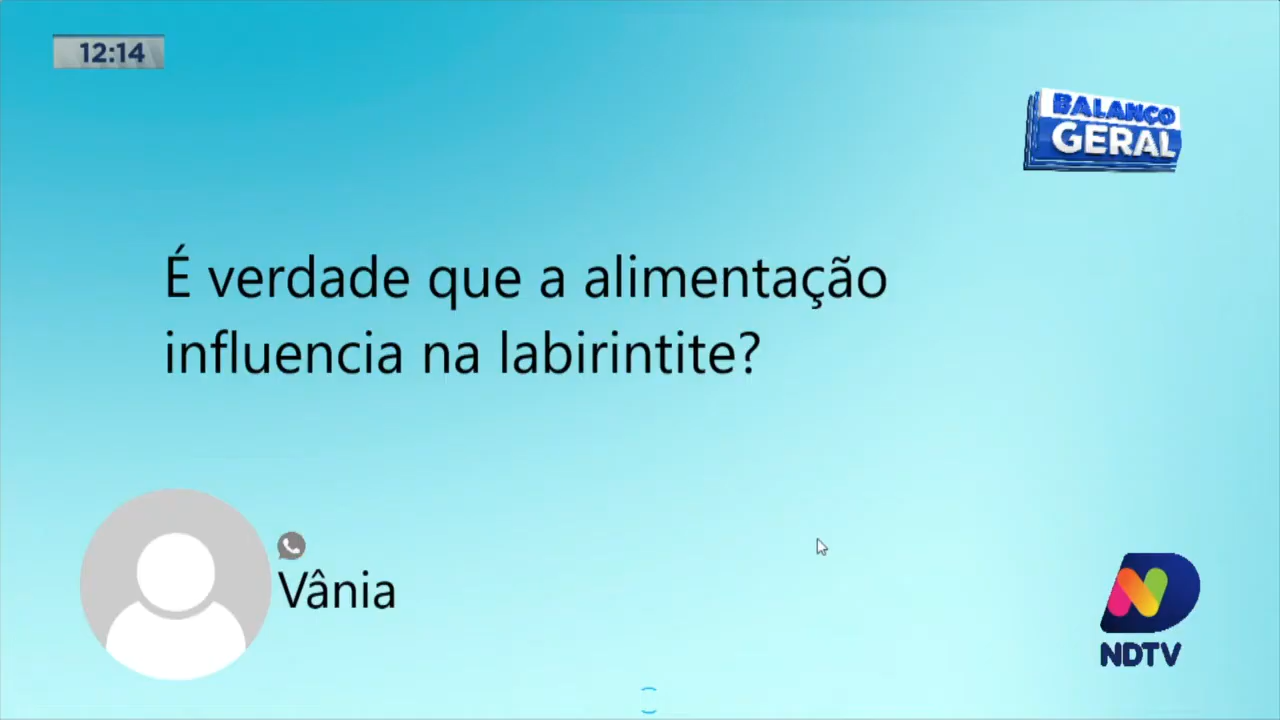 12:14
BALANÇO
GERAL
É verdade que a alimentação
influencia na labirintite?
Vânia
NDTV